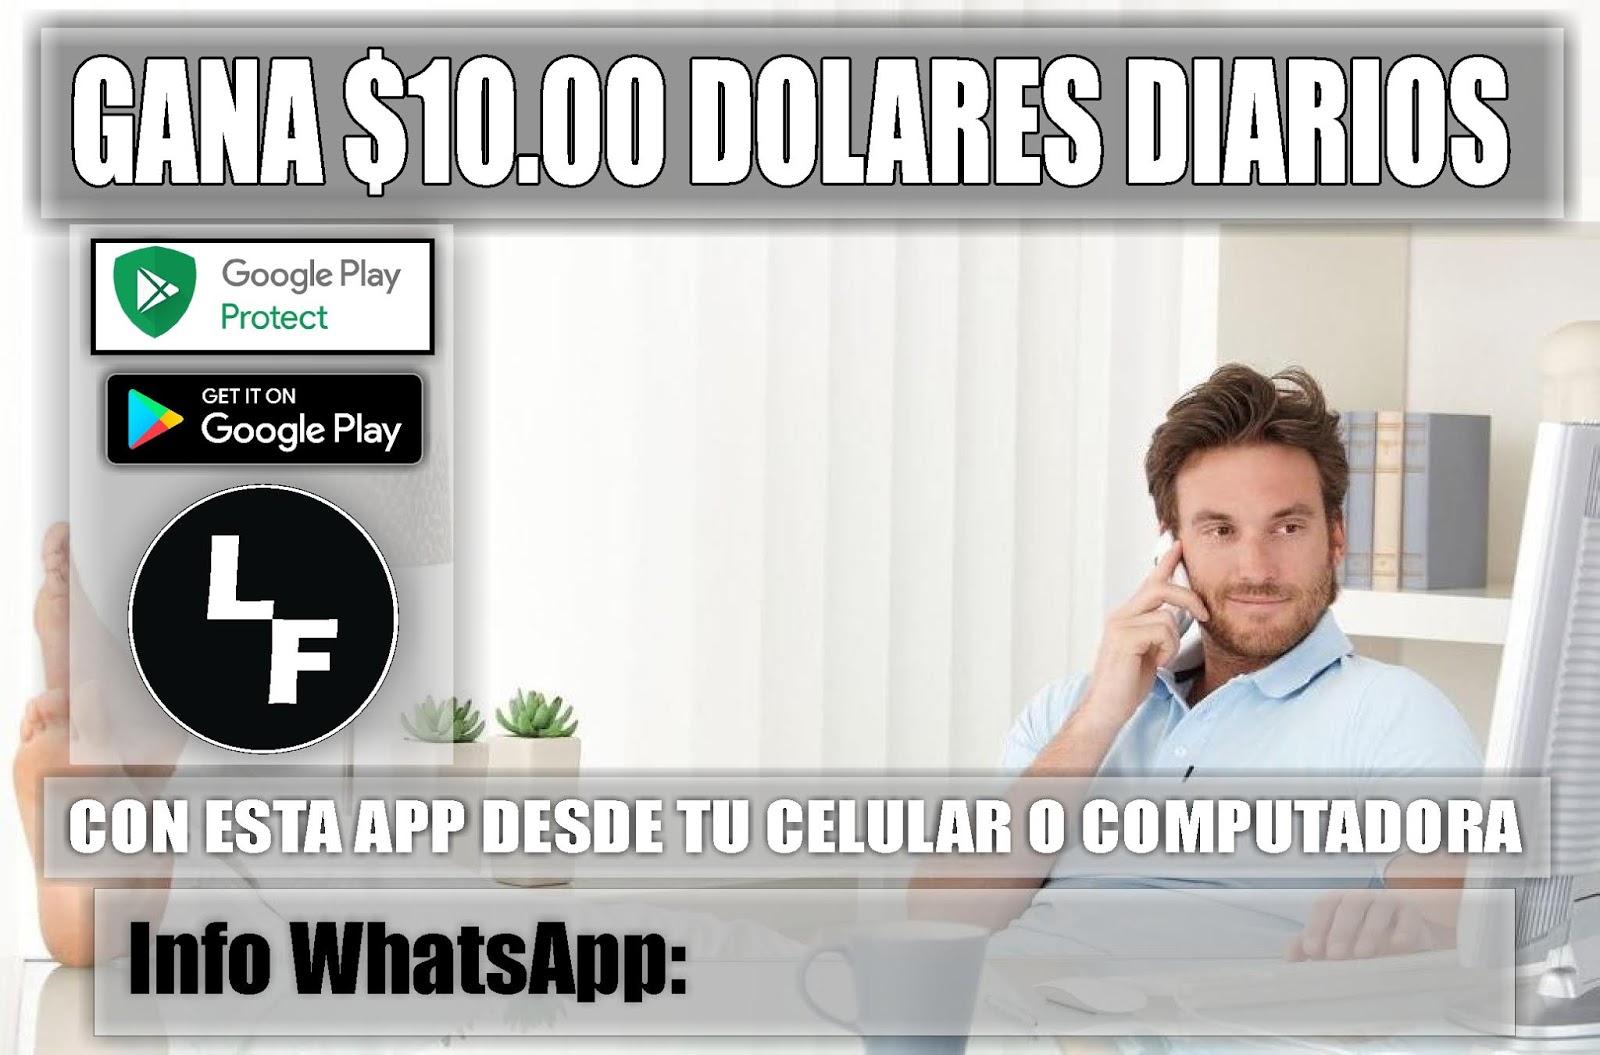 GANA $10.00 DOLARES DIARIOS
Google Play
Protect
GET IT ON
Google Play
LF
CON ESTA APP DESDE TU CELULAR O COMPUTADORA
Info WhatsApp: